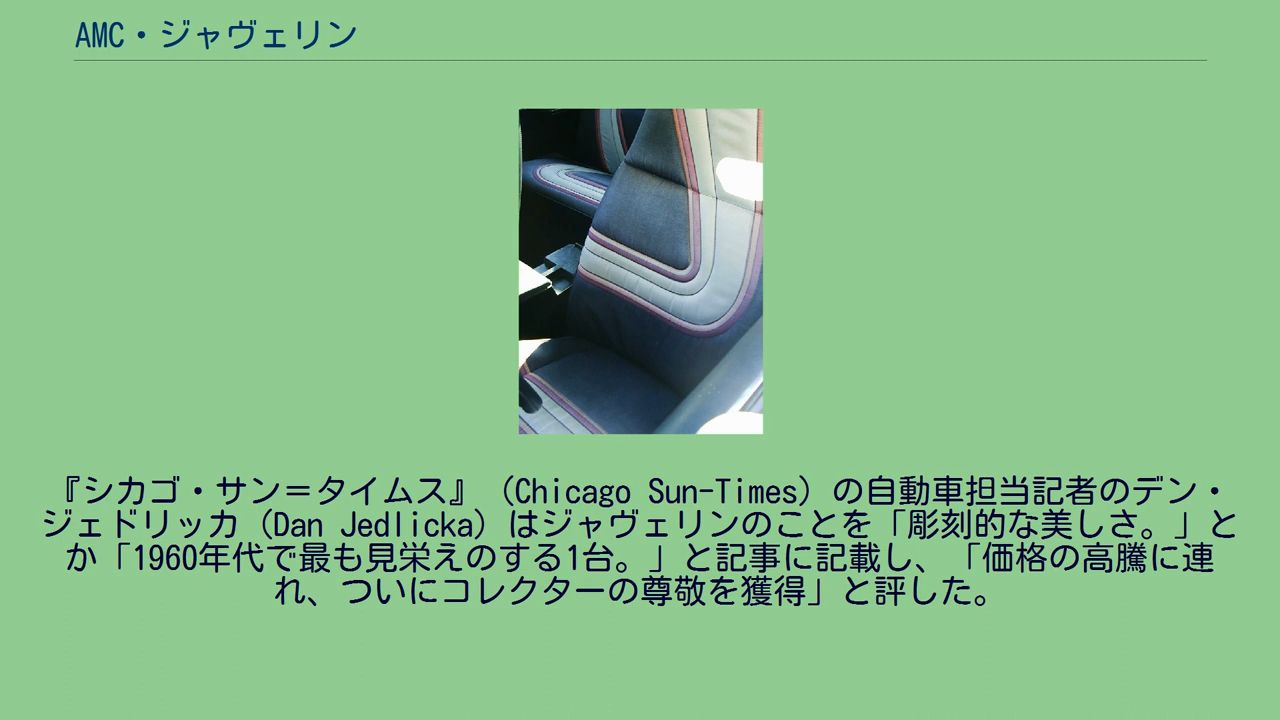 AMC・ジャヴェリン
『シカゴ・サン＝タイムス』（Chicago Sun-Times）の自動車担当記者のデン・
ジェドリッカ（Dan Jedlicka）はジャヴェリンのことを「彫刻的な美しさ。」と
か「1960年代で最も見栄えのする1台。」と記事に記載し、「価格の高騰に連
れ、ついにコレクターの尊敬を獲得」と評した。